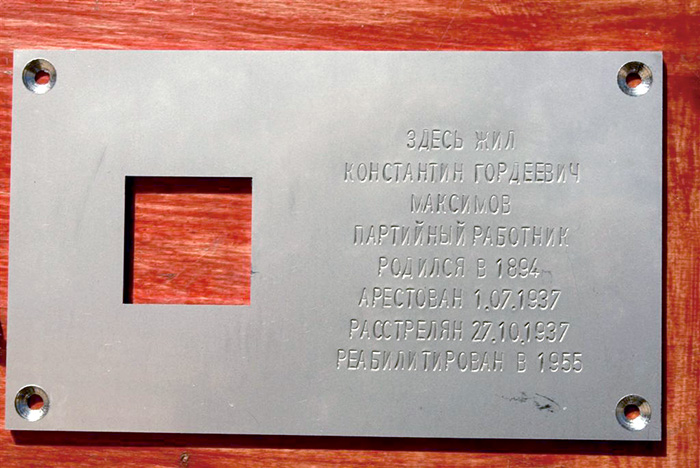 ЗДЕСЬ ЖИЛ
КОНСТАНТИН ГОРДЕЕВИЧ
МАКСИМОВ
ПАРТИЙНЫЙ РАБОТНИК
РОДИЛСЯ В 1894
АРЕСТОВАН 1.07.1937
РАССТРЕЛЯН 27.10.1937
РЕАБИЛИТИРОВАН В 1955